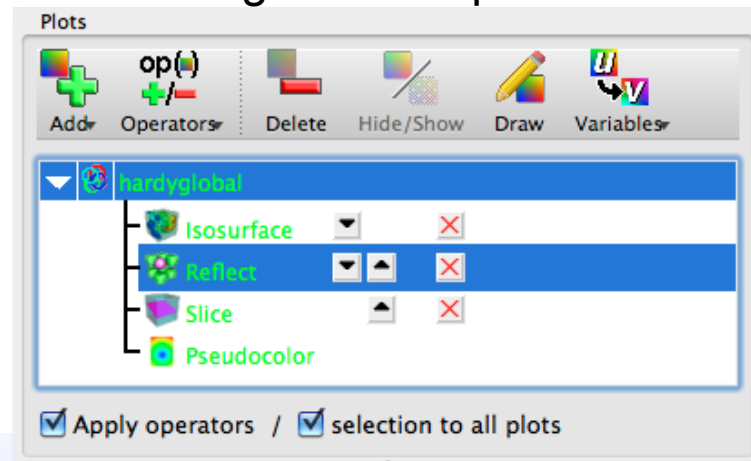 Plots
op(·)
+/−
U
V
Add Operators Delete Hide/Show Draw Variables
hardyglobal
Isosurface
Reflect
Slice
Pseudocolor
Apply operators / selection to all plots